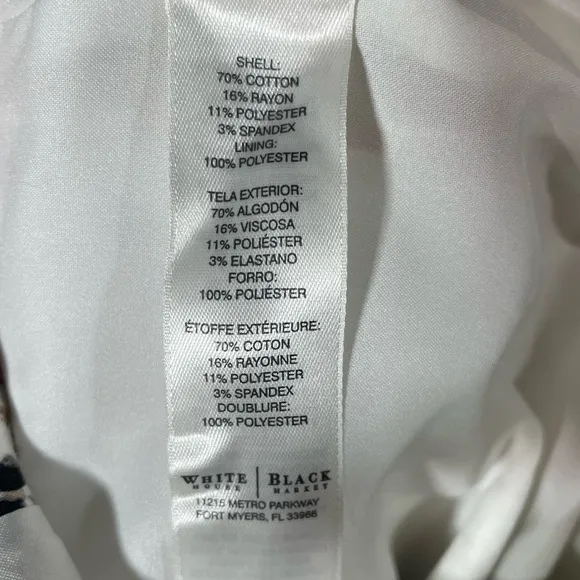 SHELL:
70% COTTON
16% RAYON
11% POLYESTER
3% SPANDEX
LINING:
100% POLYESTER
TELA EXTERIOR:
70% ALGODÓN
16% VISCOSA
11% POLIÉSTER
3% ELASTANO
FORRO:
100% POLIÉSTER
ÉTOFFE EXTÉRIEURE:
70% COTON
16% RAYONNE
11% POLYESTER
3% SPANDEX
DOUBLURE:
100% POLYESTER
WHITE | BLACK
HOUSE | MARKET
11215 METRO PARKWAY
FORT MYERS, FL 33966